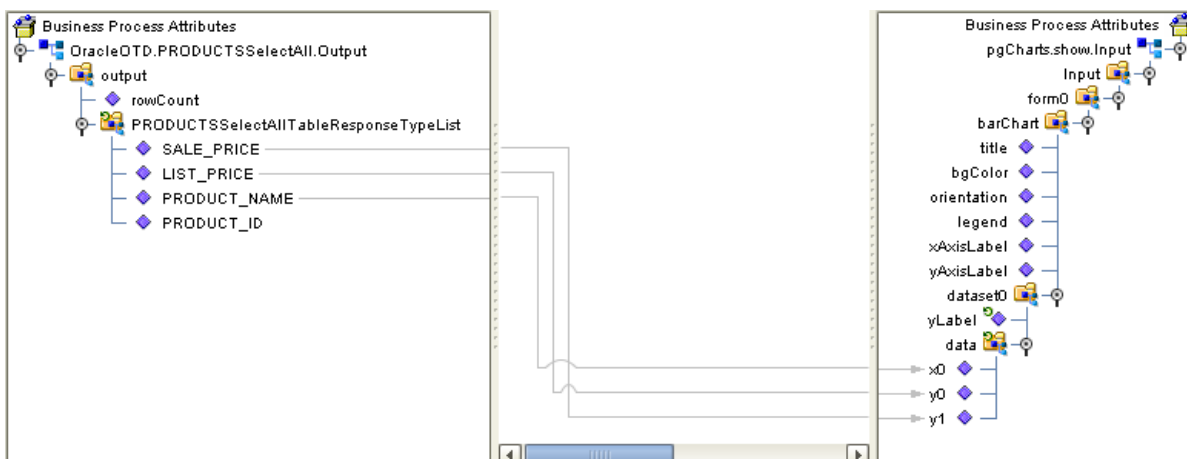 Business Process Attributes
OracleOTD.PRODUCTSSelectAll.Output
output
rowCount
PRODUCTSSelectAllTableResponseTypeList
SALE_PRICE
LIST_PRICE
PRODUCT_NAME
PRODUCT_ID
Business Process Attributes
pgCharts.show.Input
Input
form0
barChart
title
bgColor
orientation
legend
xAxisLabel
yAxisLabel
dataset0
yLabel
data
x0
y0
y1